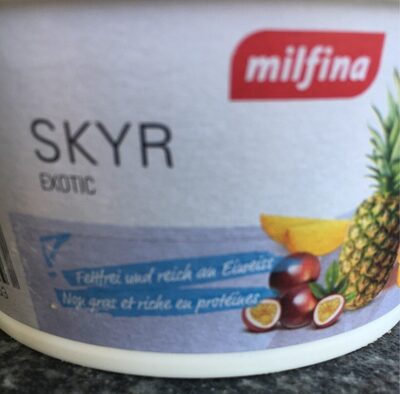 milfina
SKYR
EXOTIC
Fettfrei und reich an Eiweiss
Non gras et riche en protéines